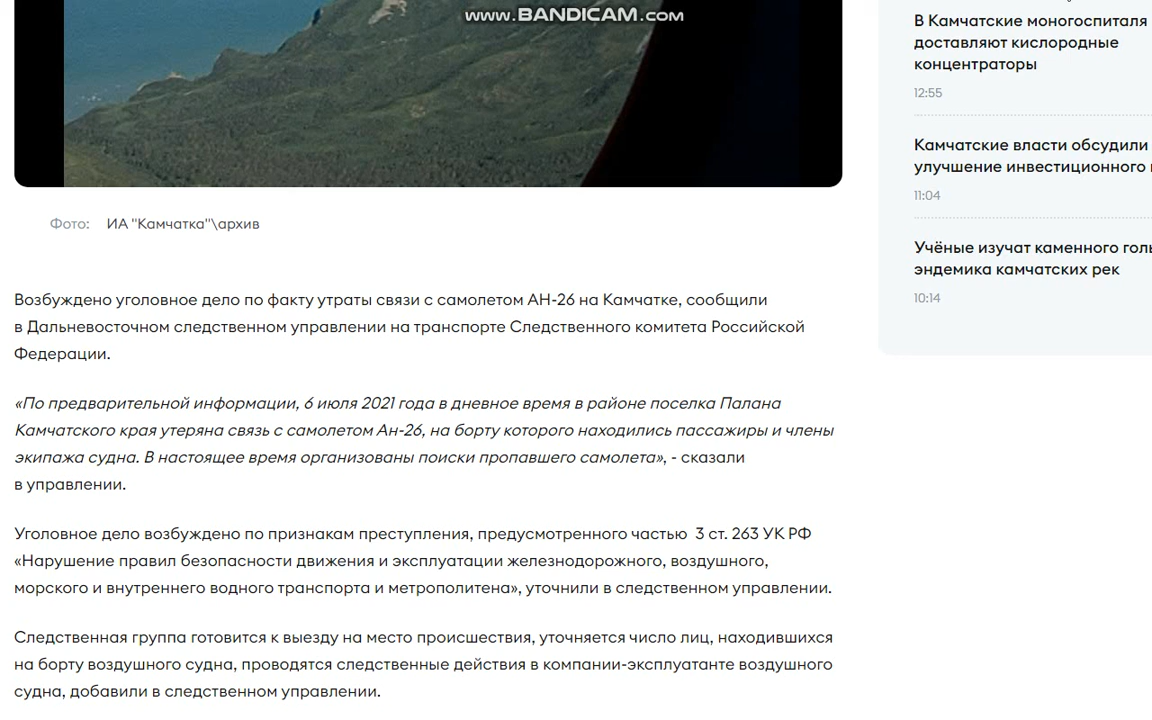 www.BANDICAM.com
Фото: ИА "Камчатка"\архив
Возбуждено уголовное дело по факту утраты связи с самолетом АН-26 на Камчатке, сообщили
в Дальневосточном следственном управлении на транспорте Следственного комитета Российской
Федерации.
«По предварительной информации, 6 июля 2021 года в дневное время в районе поселка Палана
Камчатского края утеряна связь с самолетом Ан-26, на борту которого находились пассажиры и члены
экипажа судна. В настоящее время организованы поиски пропавшего самолета», - сказали
в управлении.
Уголовное дело возбуждено по признакам преступления, предусмотренного частью 3 ст. 263 УК РФ
«Нарушение правил безопасности движения и эксплуатации железнодорожного, воздушного,
морского и внутреннего водного транспорта и метрополитена», уточнили в следственном управлении.
Следственная группа готовится к выезду на место происшествия, уточняется число лиц, находившихся
на борту воздушного судна, проводятся следственные действия в компании-эксплуатанте воздушного
судна, добавили в следственном управлении.
В Камчатские моногоспиталя
доставляют кислородные
концентраторы
12:55
Камчатские власти обсудили
улучшение инвестиционного
11:04
Учёные изучат каменного
эндемика камчатских рек
10:14